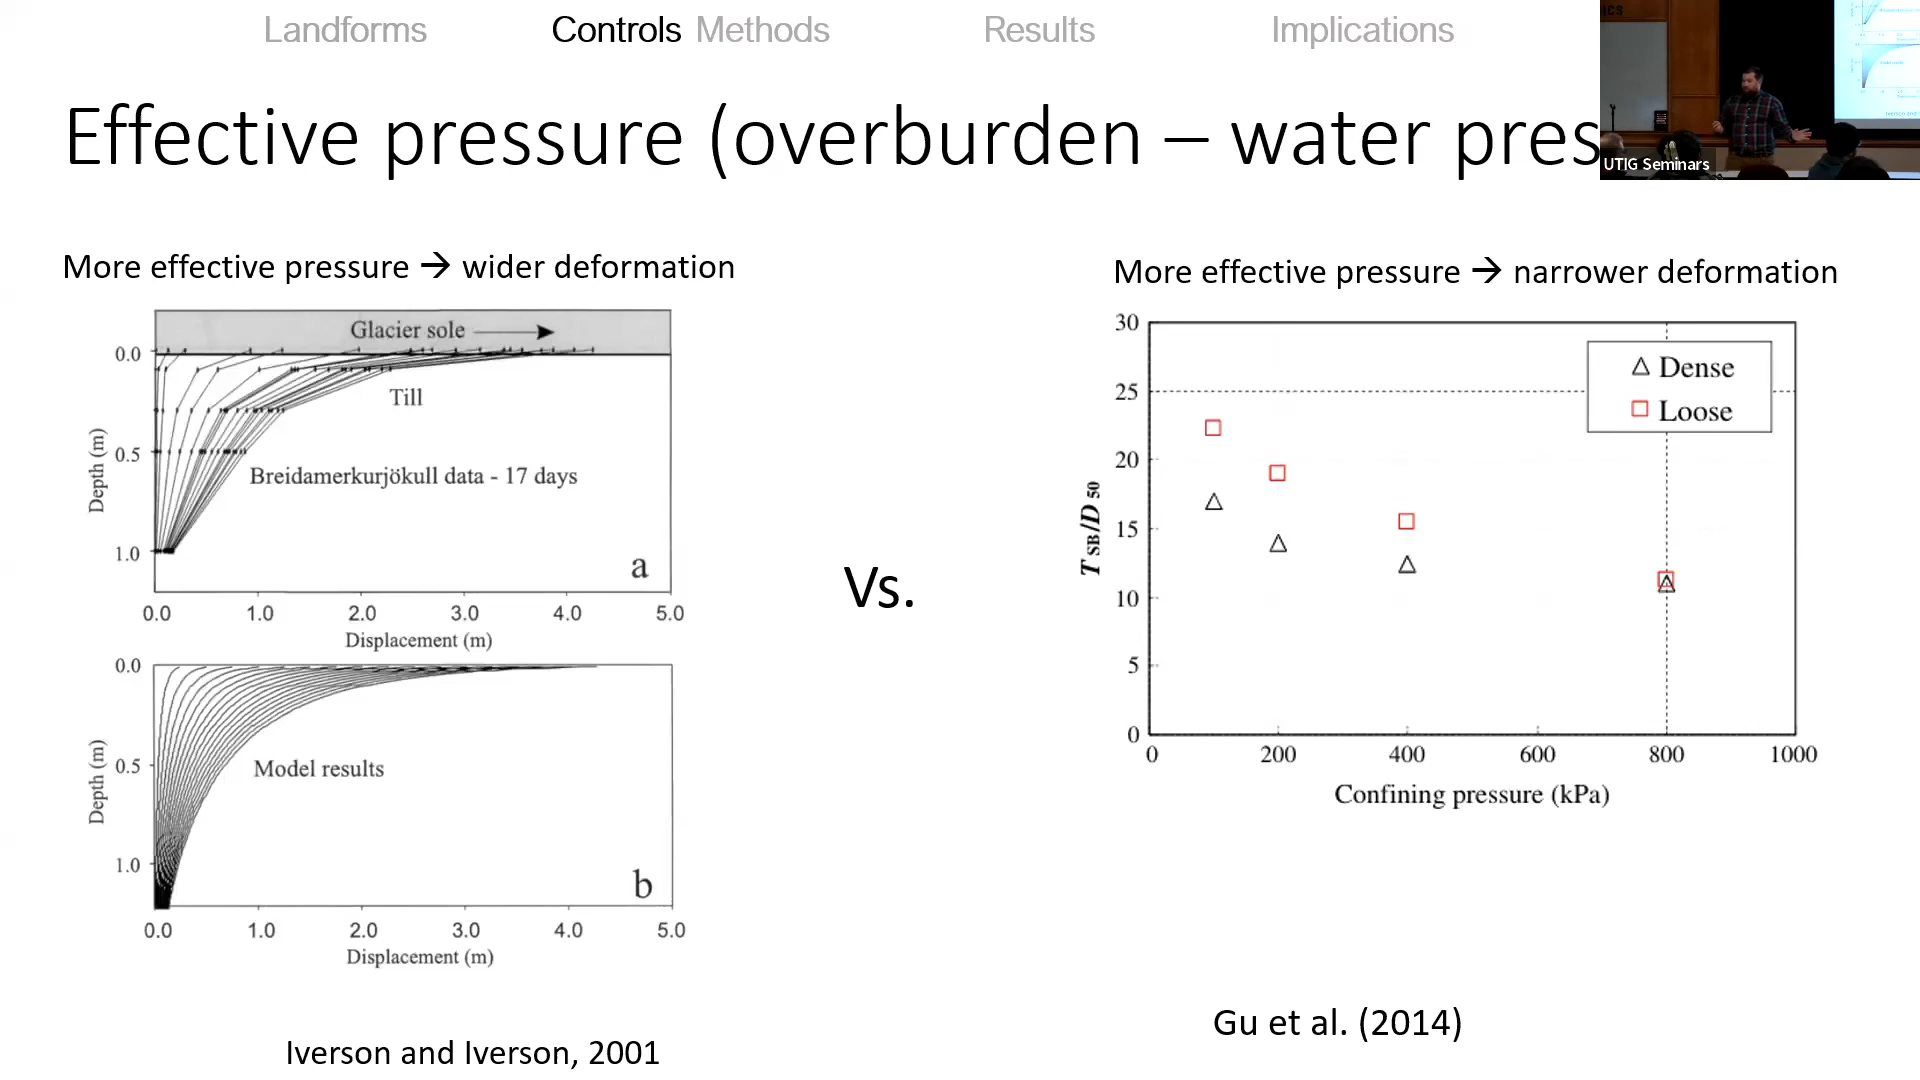 Landforms Controls Methods Results Implications
Effective pressure (overburden – water pres
UTIG Seminars
More effective pressure → wider deformation
Glacier sole
0.0
Till
Depth (m)
0.5
Breidamerkurjökull data - 17 days
1.0
a
0.0 1.0 2.0 3.0 4.0 5.0
Displacement (m)
0.0
Depth (m)
0.5
Model results
1.0
b
0.0 1.0 2.0 3.0 4.0 5.0
Displacement (m)
Iverson and Iverson, 2001
Vs.
More effective pressure → narrower deformation
30
25
20
15
10
5
0
T SB/D 50
Dense
Loose
0 200 400 600 800 1000
Confining pressure (kPa)
Gu et al. (2014)